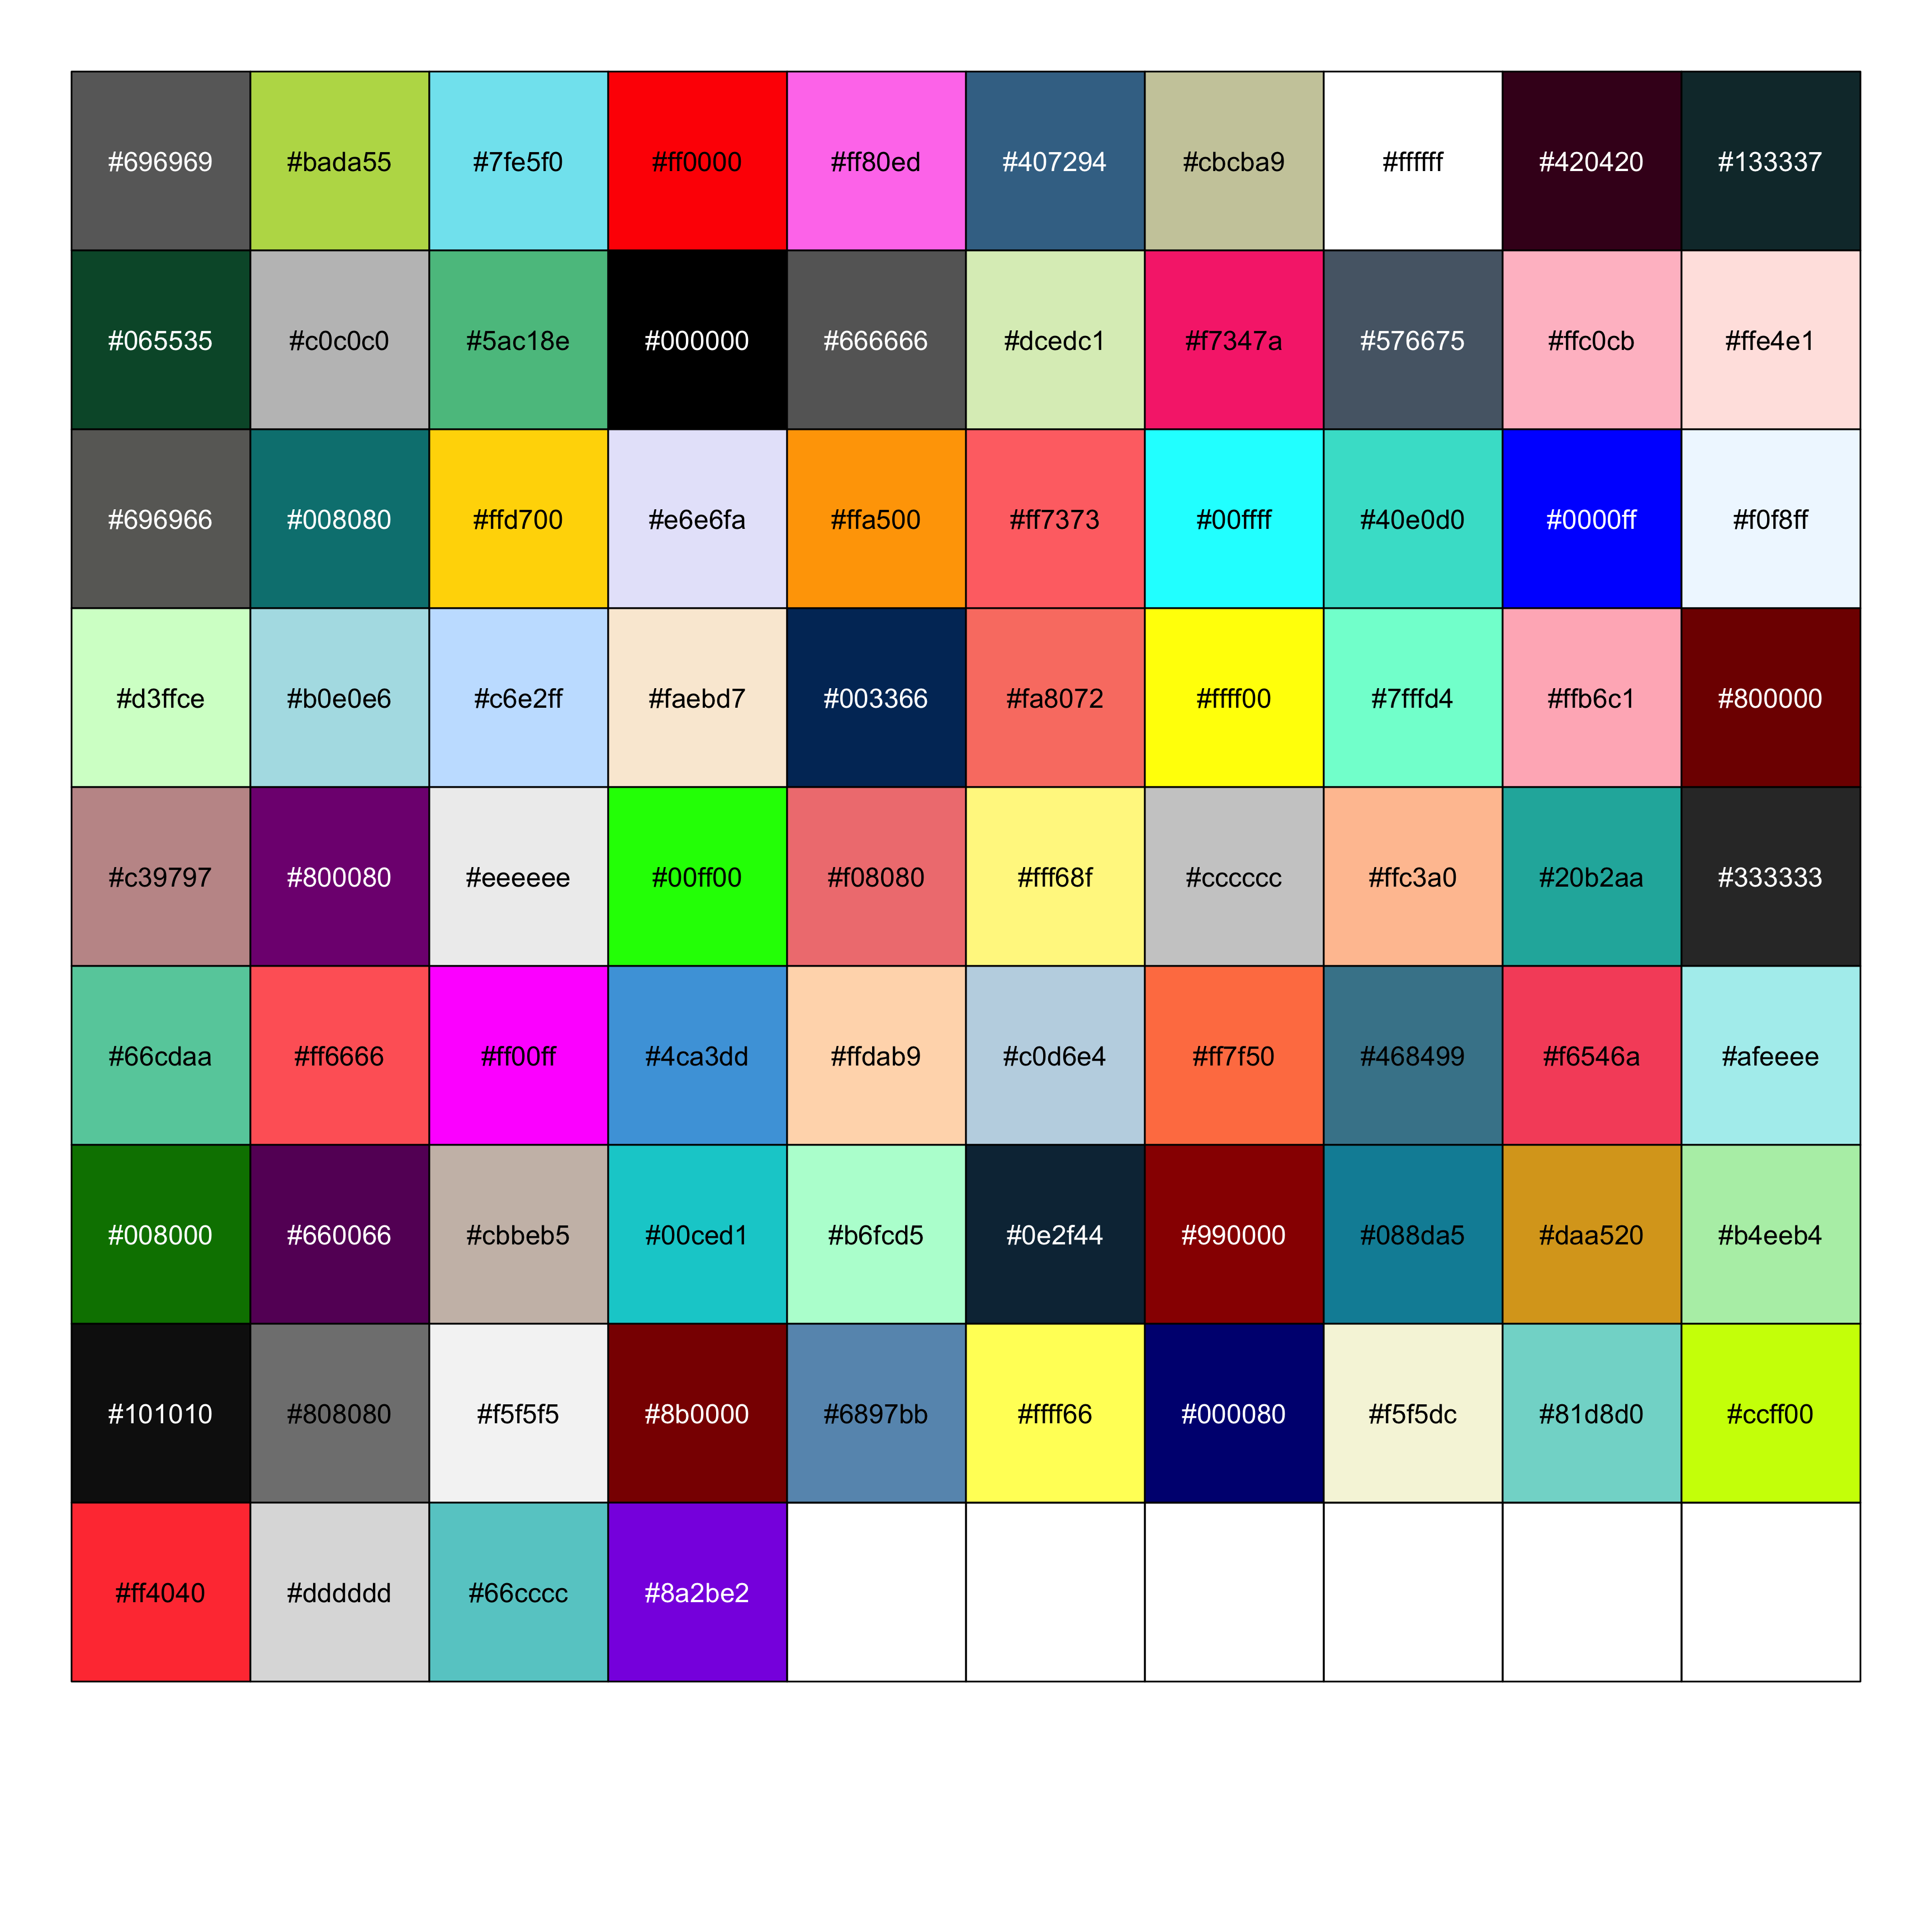 #696969 #bada55 #7fe5f0 #ff0000 #ff80ed #407294 #cbcba9 #ffffff #420420 #133337
#065535 #c0c0c0 #5ac18e #000000 #666666 #dcedc1 #f7347a #576675 #ffc0cb #ffe4e1
#696966 #008080 #ffd700 #e6e6fa #ffa500 #ff7373 #00ffff #40e0d0 #0000ff #f0f8ff
#d3ffce #b0e0e6 #c6e2ff #faebd7 #003366 #fa8072 #ffff00 #7fffd4 #ffb6c1 #800000
#c39797 #800080 #eeeeee #00ff00 #f08080 #fff68f #cccccc #ffc3a0 #20b2aa #333333
#66cdaa #ff6666 #ff00ff #4ca3dd #ffdab9 #c0d6e4 #ff7f50 #468499 #f6546a #afeeee
#008000 #660066 #cbbeb5 #00ced1 #b6fcd5 #0e2f44 #990000 #088da5 #daa520 #b4eeb4
#101010 #808080 #f5f5f5 #8b0000 #6897bb #ffff66 #000080 #f5f5dc #81d8d0 #ccff00
#ff4040 #dddddd #66cccc #8a2be2